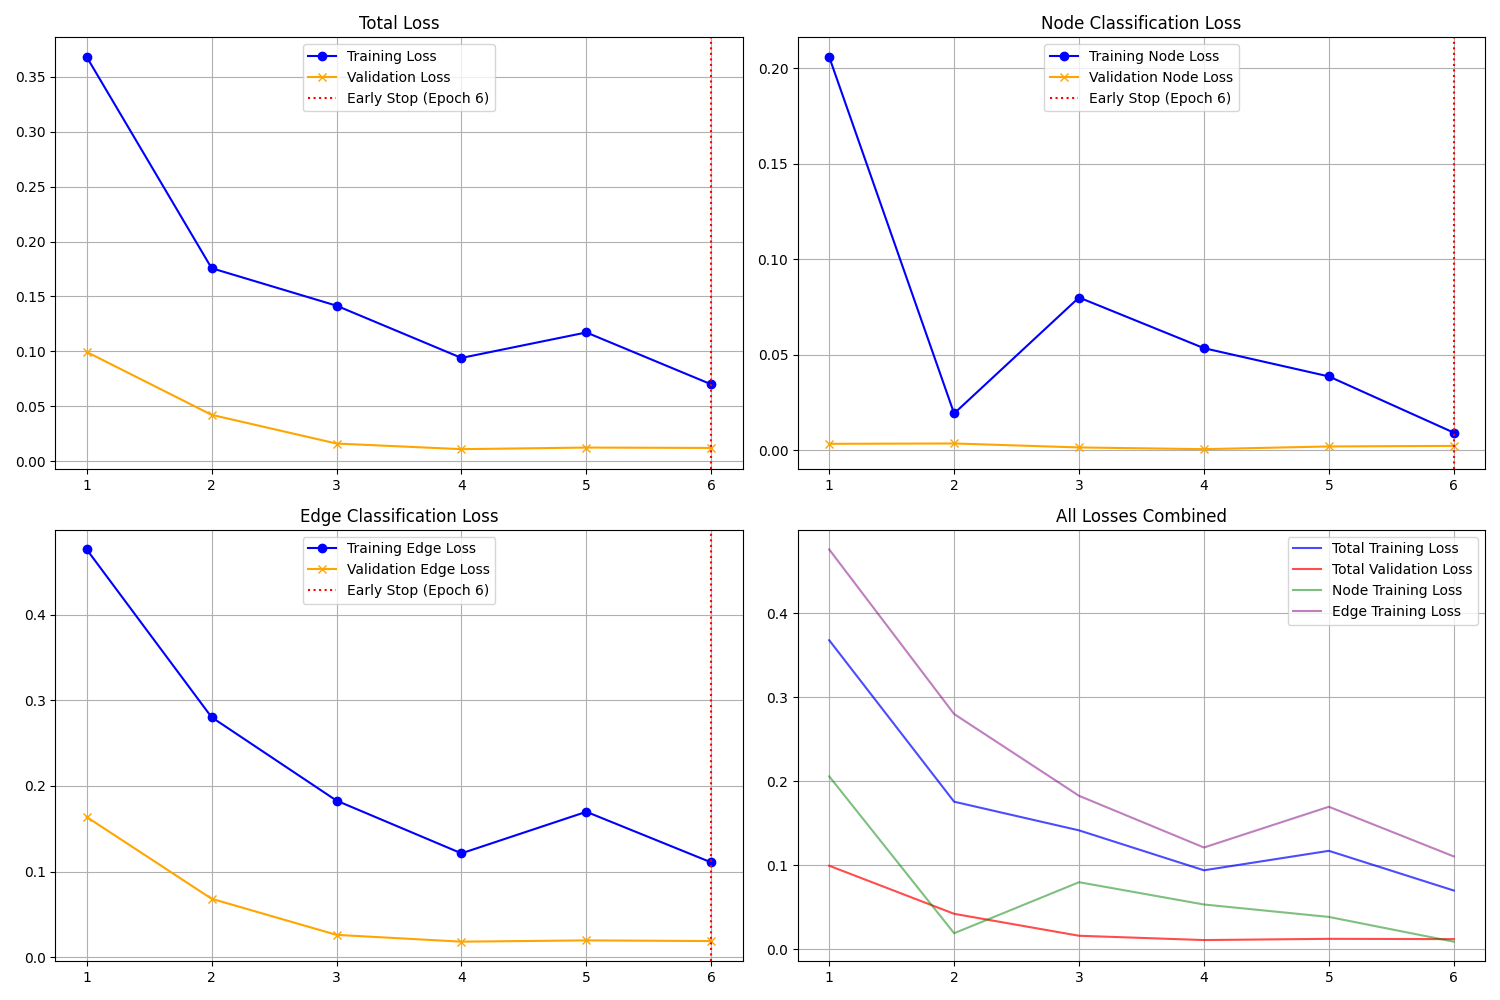 Total Loss
Training Loss
Validation Loss
Early Stop (Epoch 6)
0.35
0.30
0.25
0.20
0.15
0.10
0.05
0.00
1 2 3 4 5 6
Node Classification Loss
Training Node Loss
Validation Node Loss
Early Stop (Epoch 6)
0.20
0.15
0.10
0.05
0.00
1 2 3 4 5 6
Edge Classification Loss
Training Edge Loss
Validation Edge Loss
Early Stop (Epoch 6)
0.4
0.3
0.2
0.1
0.0
1 2 3 4 5 6
All Losses Combined
Total Training Loss
Total Validation Loss
Node Training Loss
Edge Training Loss
0.4
0.3
0.2
0.1
0.0
1 2 3 4 5 6